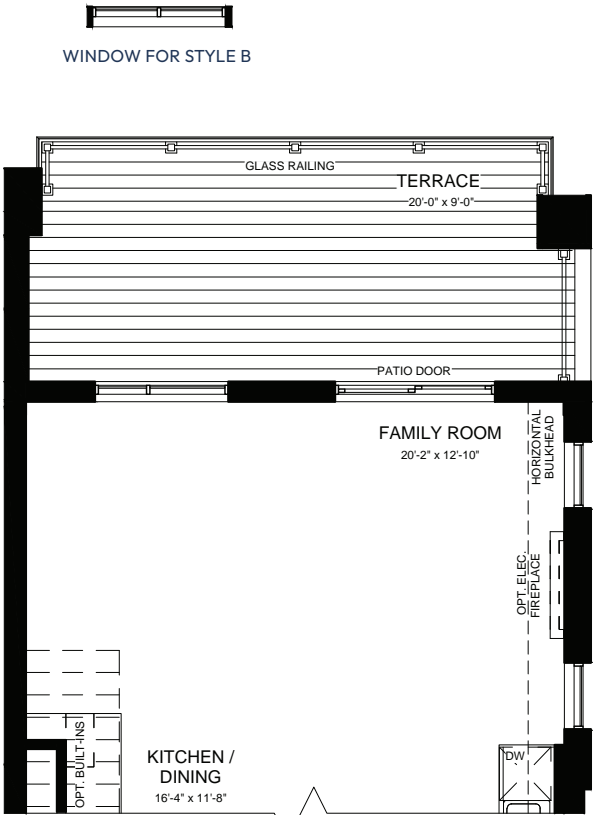 WINDOW FOR STYLE B
GLASS RAILING
TERRACE
20'-0" x 9'-0"
PATIO DOOR
FAMILY ROOM
20'-2" x 12'-10"
HORIZONTAL
BULKHEAD
OPT. ELEC.
FIREPLACE
OPT. BUILT-INS
KITCHEN /
DINING
16'-4" x 11'-8"
DW